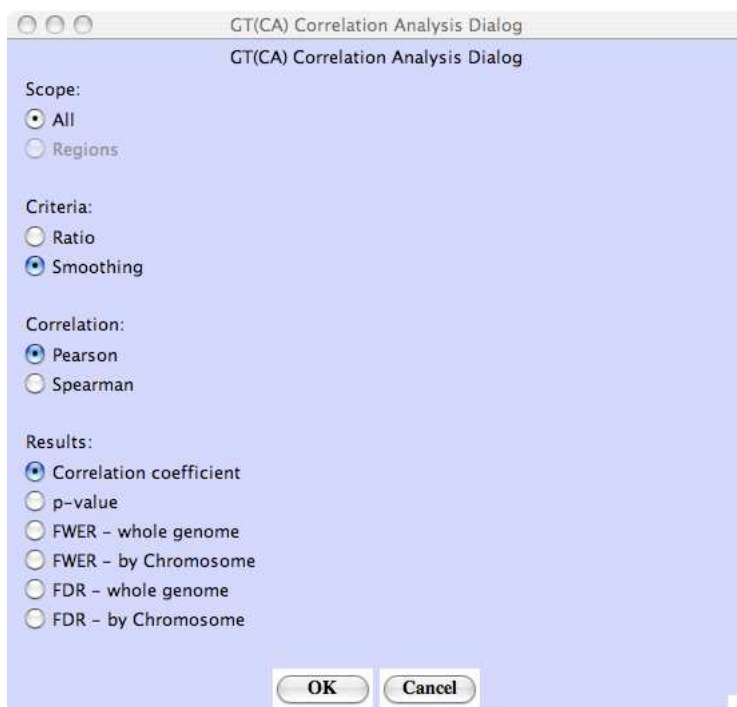 GT(CA) Correlation Analysis Dialog
GT(CA) Correlation Analysis Dialog
Scope:
All
Regions
Criteria:
Ratio
Smoothing
Correlation:
Pearson
Spearman
Results:
Correlation coefficient
p-value
FWER - whole genome
FWER - by Chromosome
FDR - whole genome
FDR - by Chromosome
OK Cancel